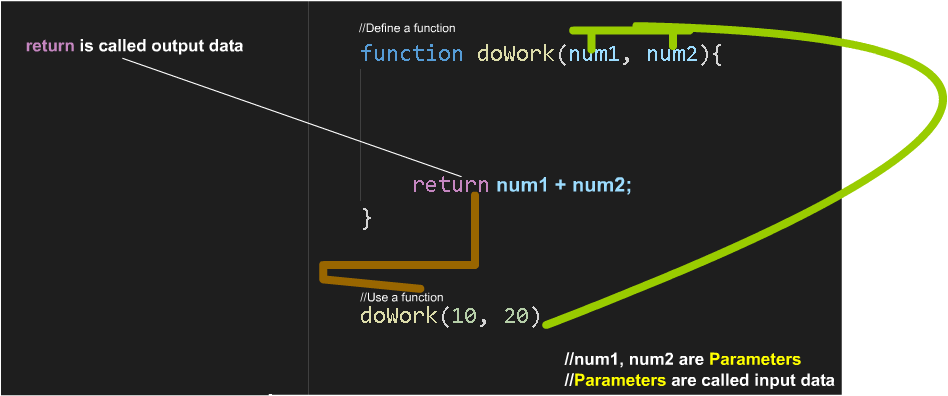 //Define a function
return is called output data
function doWork(num1, num2){
return num1 + num2;
}
//Use a function
doWork(10, 20)
//num1, num2 are Parameters
//Parameters are called input data